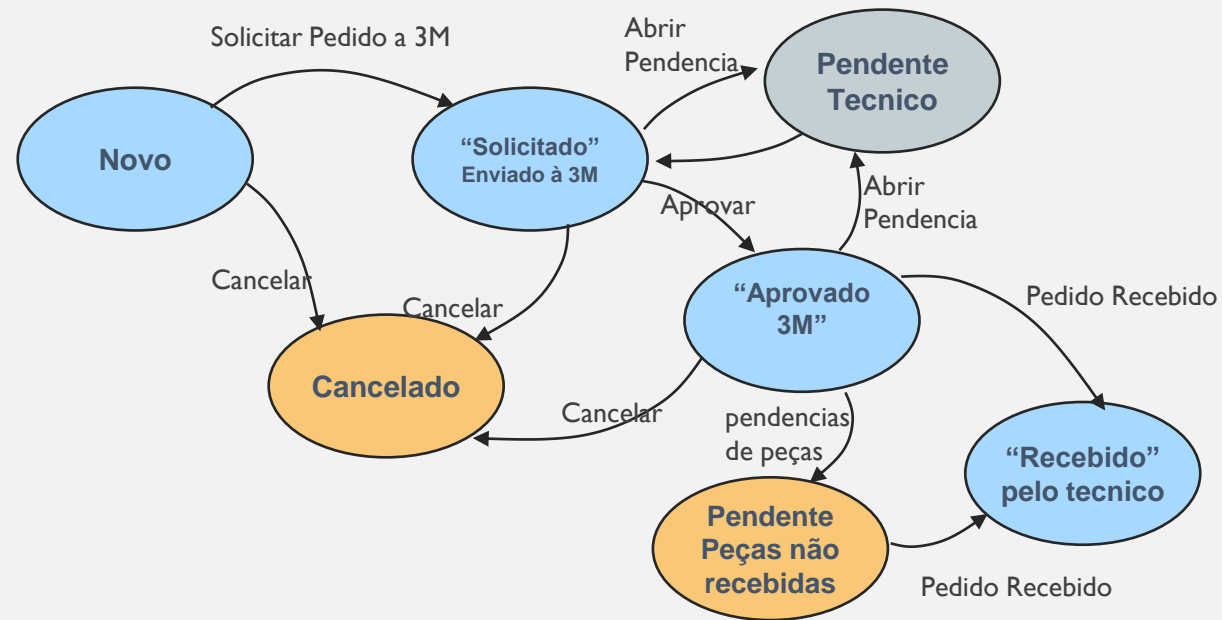 Solicitar Pedido a 3M
Abrir
Pendencia
Pendente
Tecnico
Novo
“Solicitado”
Enviado à 3M
Aprovar
Abrir
Pendencia
Cancelar
Cancelar
“Aprovado
3M”
Pedido Recebido
Cancelado
Cancelar
pendencias
de peças
“Recebido”
pelo tecnico
Pendente
Peças não
recebidas
Pedido Recebido